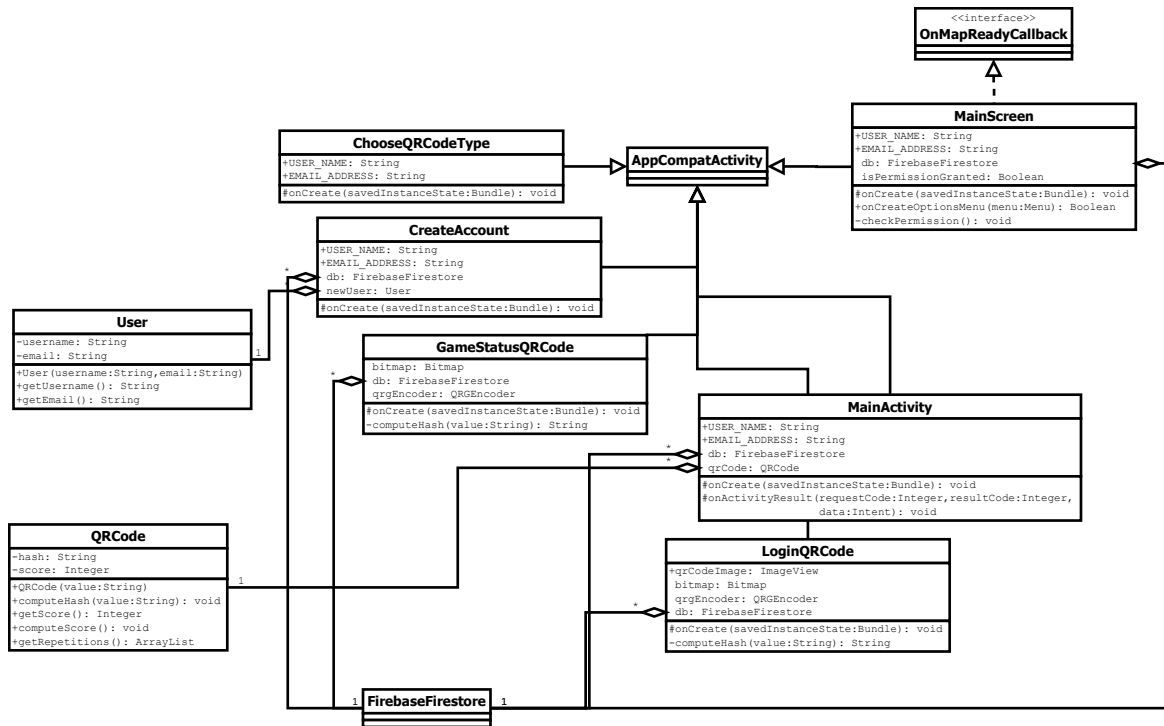 <<interface>>
OnMapReadyCallback
MainScreen
+USER_NAME: String
+EMAIL_ADDRESS: String
db: FirebaseFirestore
isPermissionGranted: Boolean
#onCreate(savedInstanceState:Bundle): void
+onCreateOptionsMenu(menu:Menu): Boolean
-checkPermission(): void
ChooseQRCodeType
+USER_NAME: String
+EMAIL_ADDRESS: String
#onCreate(savedInstanceState:Bundle): void
AppCompatActivity
CreateAccount
+USER_NAME: String
+EMAIL_ADDRESS: String
*
db: FirebaseFirestore
newUser: User
#onCreate(savedInstanceState:Bundle): void
User
-username: String
-email: String
1
+User(username:String,email:String)
+getUsername(): String
+getEmail(): String
GameStatusQRCode
bitmap: Bitmap
*
db: FirebaseFirestore
qrgEncoder: QRGEncoder
#onCreate(savedInstanceState:Bundle): void
-computeHash(value:String): String
MainActivity
+USER_NAME: String
+EMAIL_ADDRESS: String
*
db: FirebaseFirestore
*
qrCode: QRCode
#onCreate(savedInstanceState:Bundle): void
#onActivityResult(requestCode:Integer,resultCode:Integer,
data:Intent): void
QRCode
-hash: String
-score: Integer
1
+QRCode(value:String)
+computeHash(value:String): void
+getScore(): Integer
+computeScore(): void
+getRepetitions(): ArrayList
LoginQRCode
+qrCodeImage: ImageView
bitmap: Bitmap
qrgEncoder: QRGEncoder
*
db: FirebaseFirestore
#onCreate(savedInstanceState:Bundle): void
-computeHash(value:String): String
1
FirebaseFirestore
1